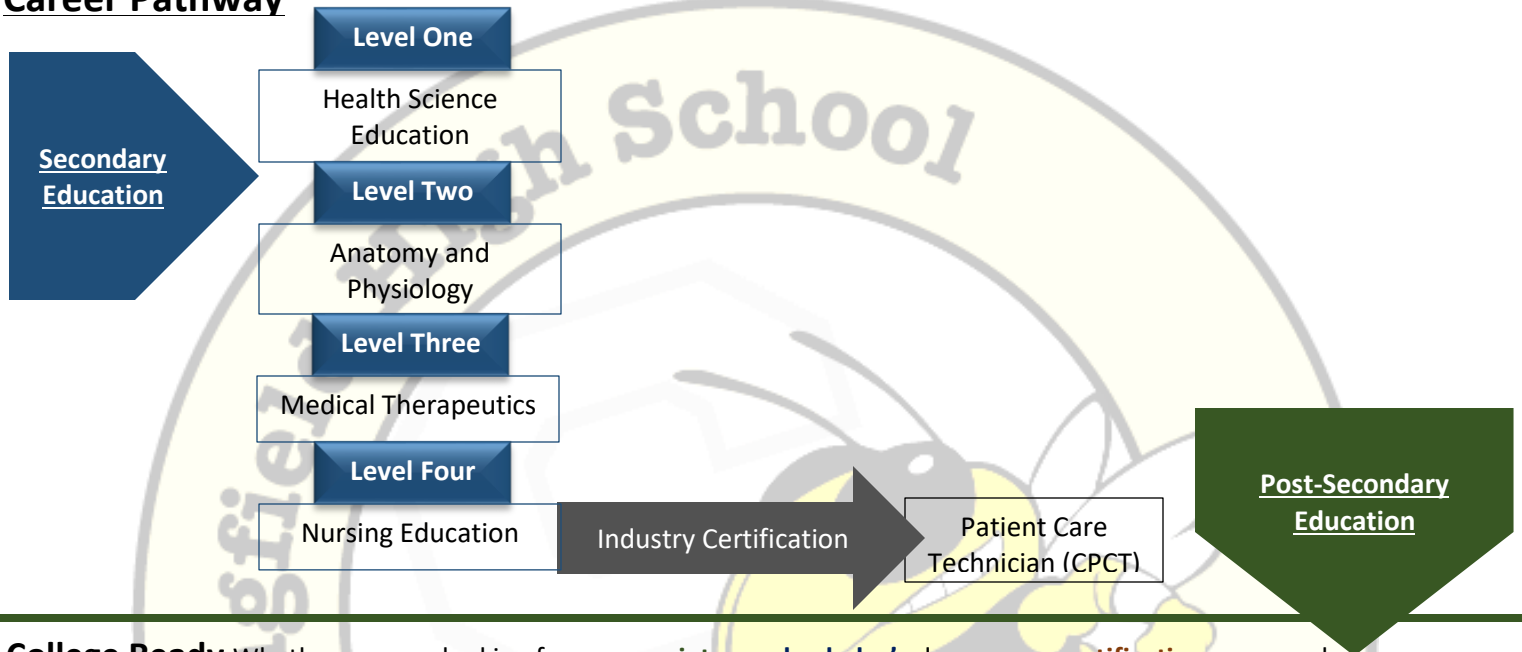 Career Pathway
Level One
Health Science
Education
Secondary
Education
Level Two
Anatomy and
Physiology
Level Three
Medical Therapeutics
Level Four
Nursing Education
Industry Certification
Patient Care
Technician (CPCT)
Post-Secondary
Education
High School
College Ready